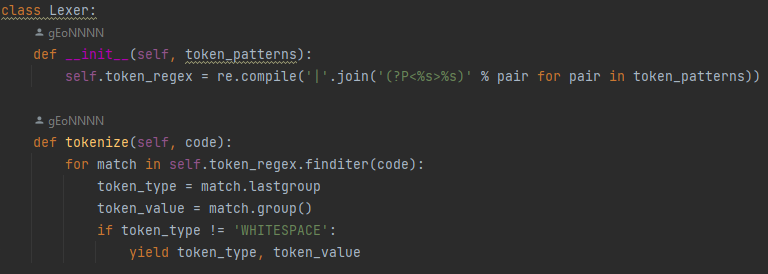 class Lexer:
gEoNNNN
def __init__(self, token_patterns):
self.token_regex = re.compile('|'.join('(?P<%s>%s)' % pair for pair in token_patterns))
gEoNNNN
def tokenize(self, code):
for match in self.token_regex.finditer(code):
token_type = match.lastgroup
token_value = match.group()
if token_type != 'WHITESPACE':
yield token_type, token_value